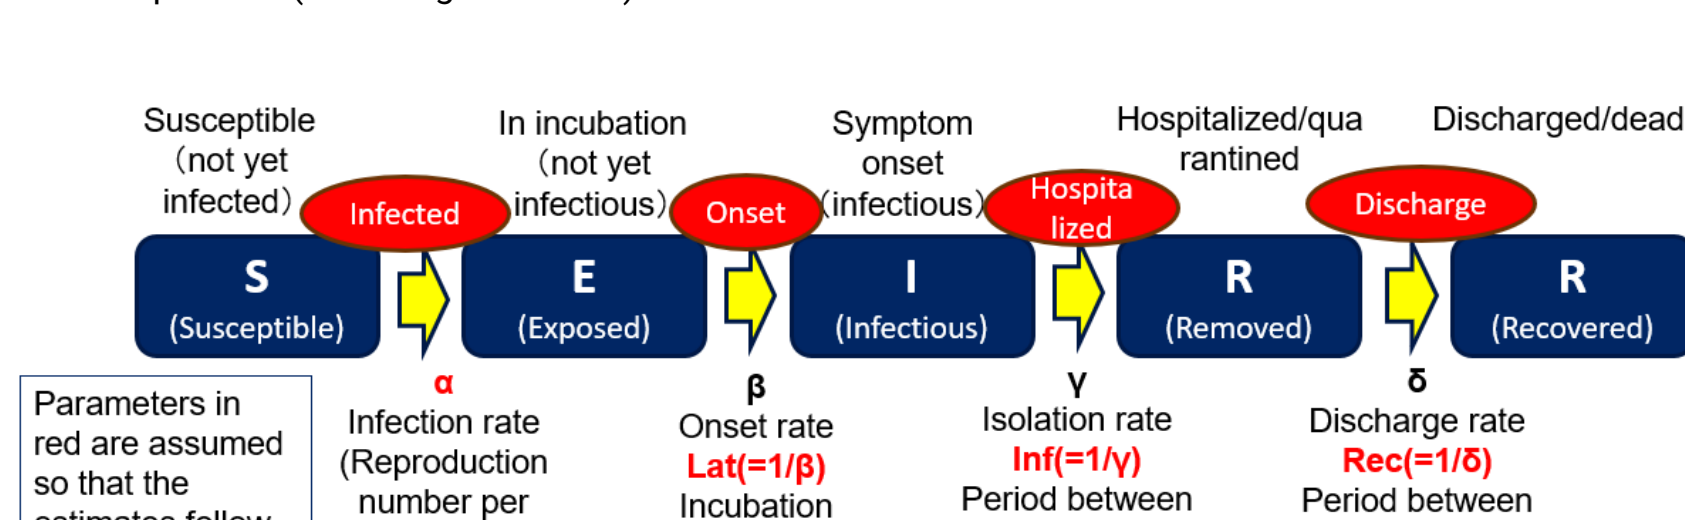 Susceptible
（not yet
infected）
In incubation
（not yet
infectious）
Symptom
onset
（infectious）
Hospitalized/qua
rantined
Discharged/dead
Infected
Onset
Hospita
lized
Discharge
S
(Susceptible)
E
(Exposed)
I
(Infectious)
R
(Removed)
R
(Recovered)
Parameters in
red are assumed
so that the
estimates follow
α
Infection rate
(Reproduction
number per
β
Onset rate
Lat(=1/β)
Incubation
γ
Isolation rate
Inf(=1/γ)
Period between
δ
Discharge rate
Rec(=1/δ)
Period between